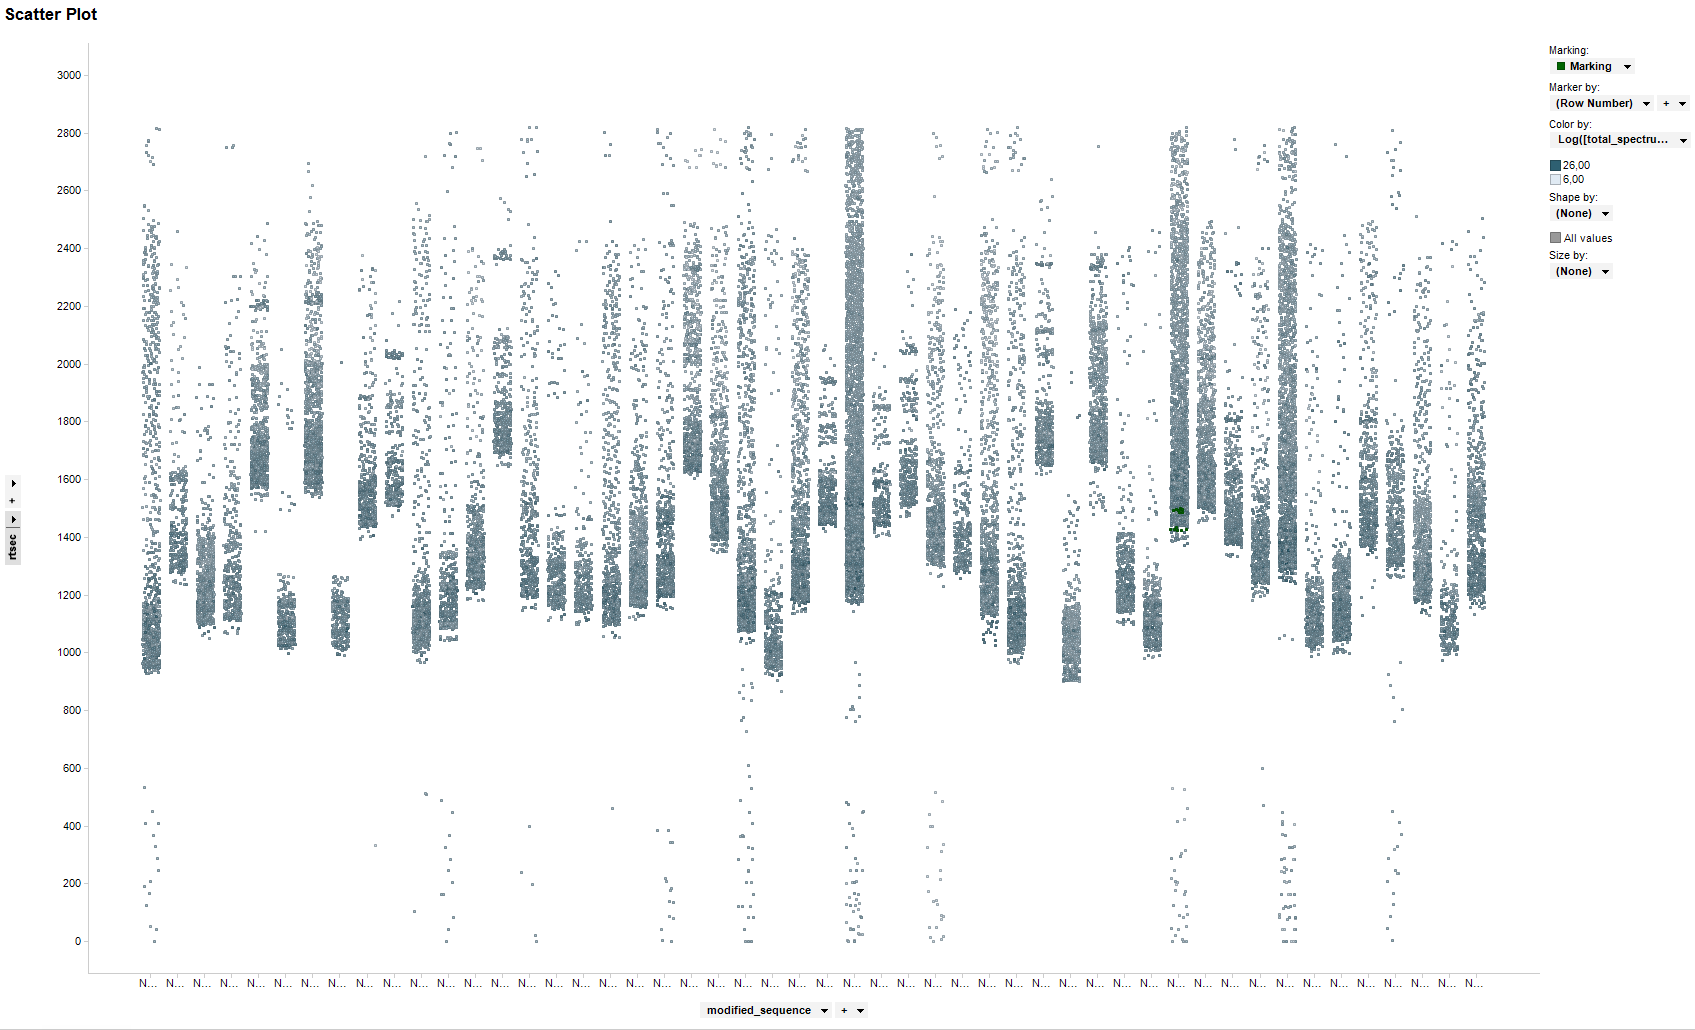 Scatter Plot
Marking:
Marking
Marker by:
(Row Number) +
Color by:
Log([total_spectru...
26,00
6,00
Shape by:
(None)
All values
Size by:
(None)
3000
2800
2600
2400
2200
2000
1800
1600
1400
1200
1000
800
600
400
200
0
+
rtsec
N... N... N... N... N... N... N... N... N... N... N... N... N... N... N... N... N... N... N... N... N... N... N... N... N... N... N... N... N... N... N... N... N... N... N... N... N... N... N... N... N... N... N... N... N... N... N... N... N... N...
modified_sequence +